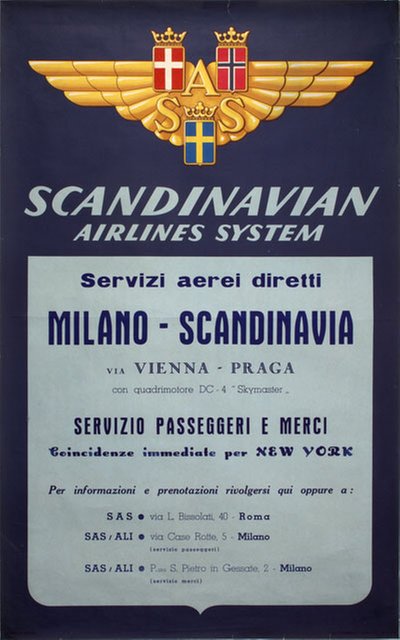 SAS
SCANDINAVIAN
AIRLINES SYSTEM
Servizi aerei diretti
MILANO - SCANDINAVIA
VIA VIENNA - PRAGA
con quadrimotore DC - 4 "Skymaster„
SERVIZIO PASSEGGERI E MERCI
Coincidenze immediate per NEW YORK
Per informazioni e prenotazioni rivolgersi qui oppure a :
SAS • via L. Bissolati, 40 - Roma
SAS / ALI • via Case Rotte, 5 - Milano
(servizio passeggeri)
SAS / ALI • P.zza S. Pietro in Gessate, 2 - Milano
(servizio merci)